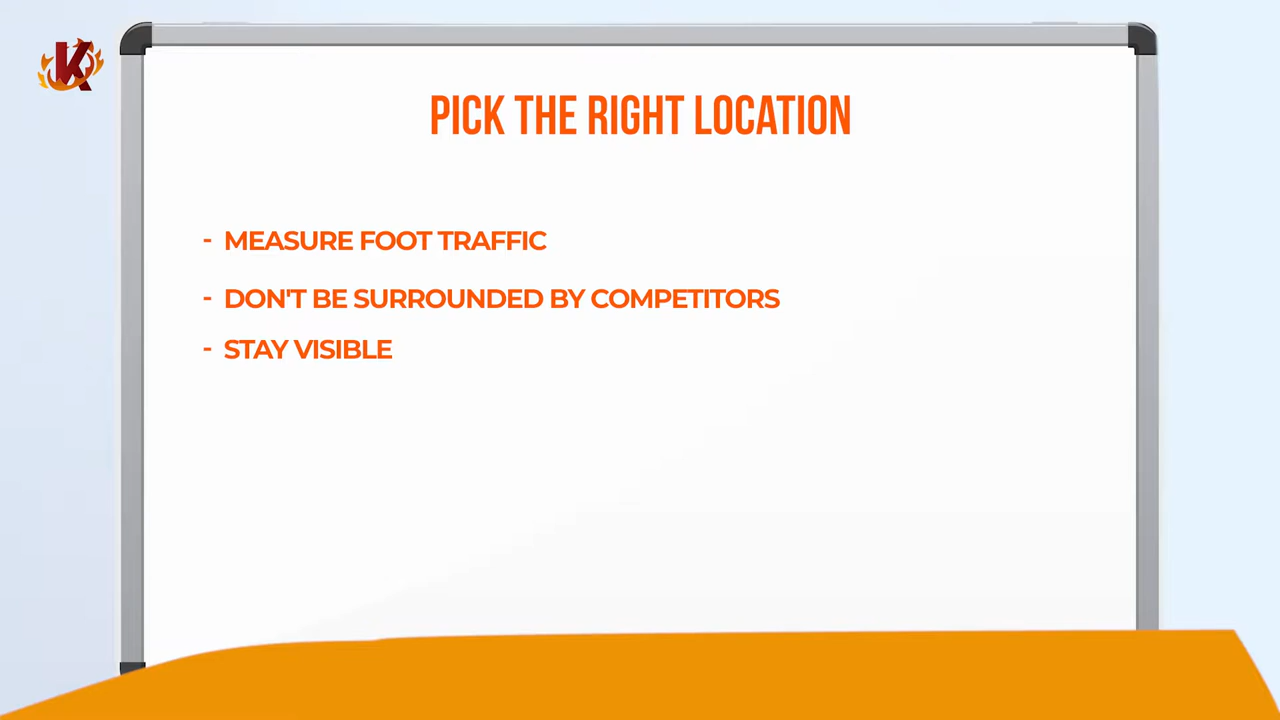 K
PICK THE RIGHT LOCATION
- MEASURE FOOT TRAFFIC
- DON'T BE SURROUNDED BY COMPETITORS
- STAY VISIBLE